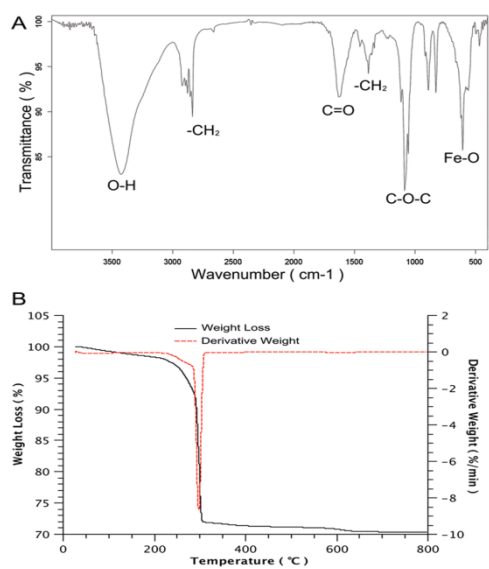 A
100
95
90
85
Transmittance ( % )
O-H
-CH₂
C=O
-CH₂
C-O-C
Fe-O
3500 3000 2500 2000 1500 1000 500
Wavenumber ( cm-1 )
B
Weight Loss
Derivative Weight
105
100
95
90
85
80
75
70
Weight Loss (%)
2
0
-2
-4
-6
-8
-10
Derivative Weight (%/min)
0 200 400 600 800
Temperature (℃)